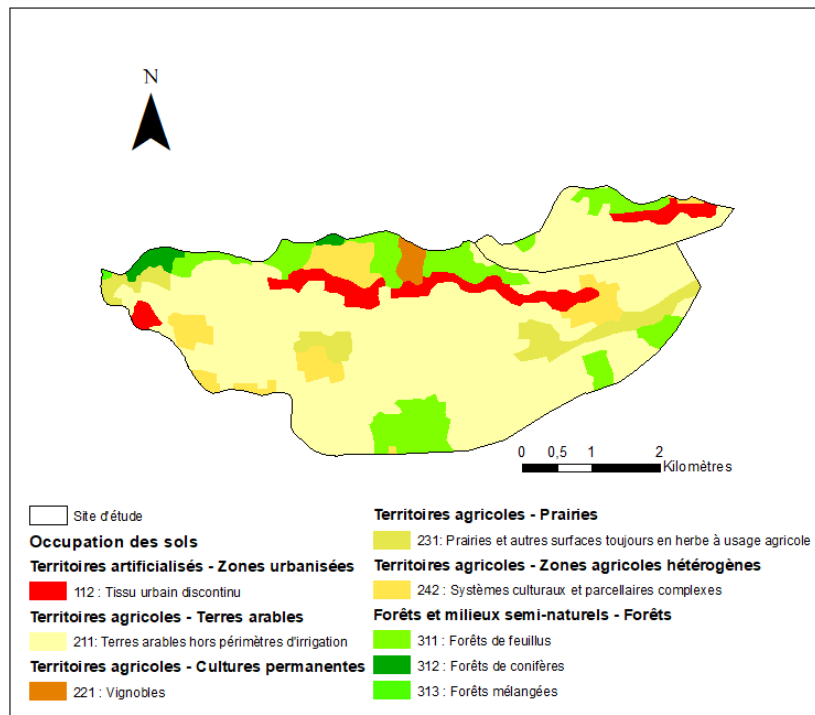 N
0 0,5 1 2
Kilomètres
Site d'étude
Occupation des sols
Territoires artificialisés - Zones urbanisées
112 : Tissu urbain discontinu
Territoires agricoles - Terres arables
211: Terres arables hors périmètres d'irrigation
Territoires agricoles - Cultures permanentes
221 : Vignobles
Territoires agricoles - Prairies
231: Prairies et autres surfaces toujours en herbe à usage agricole
Territoires agricoles - Zones agricoles hétérogènes
242 : Systèmes culturaux et parcellaires complexes
Forêts et milieux semi-naturels - Forêts
311 : Forêts de feuillus
312 : Forêts de conifères
313 : Forêts mélangées